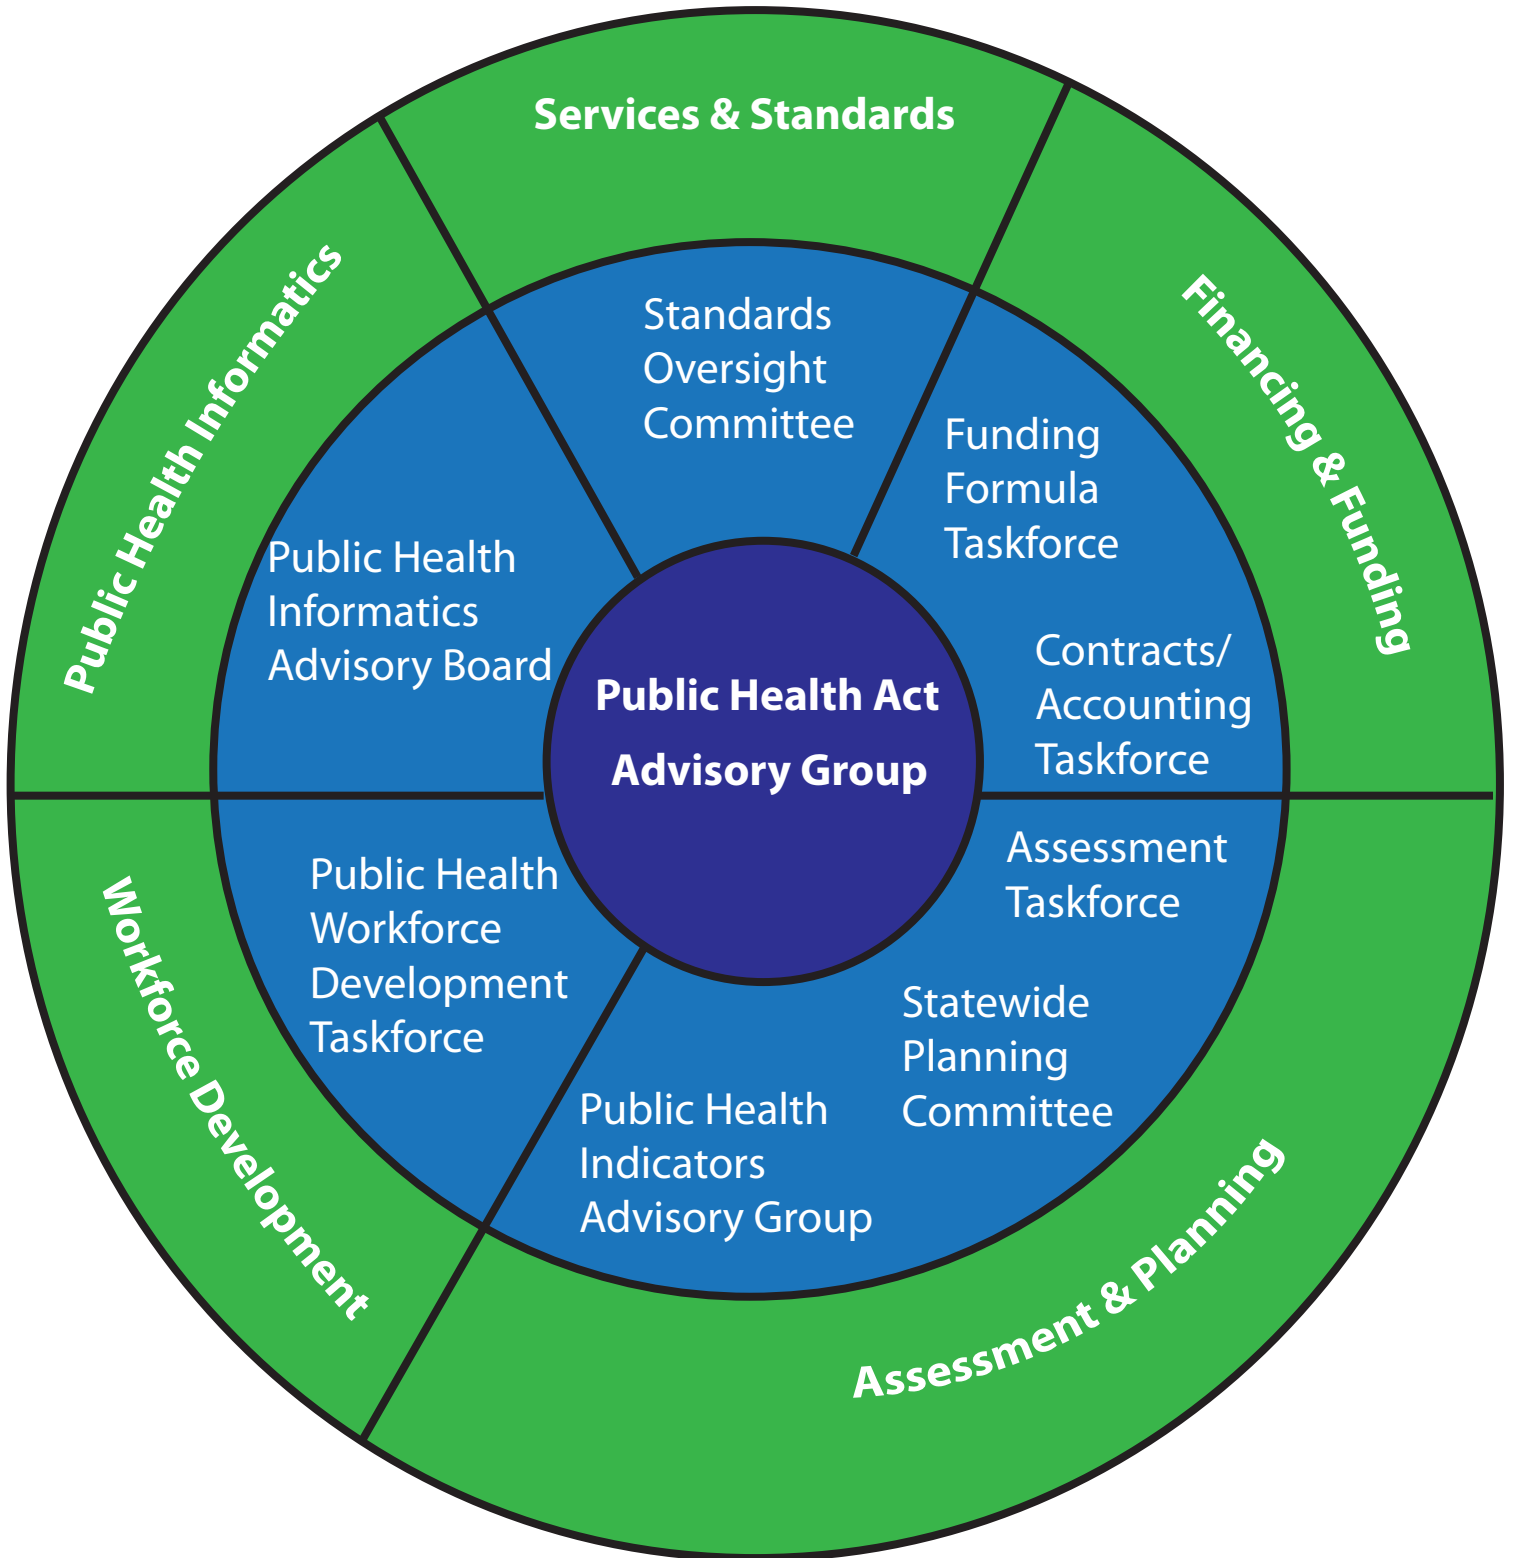 Services & Standards
Financing & Funding
Assessment & Planning
Workforce Development
Public Health Informatics
Standards
Oversight
Committee
Funding
Formula
Taskforce
Contracts/
Accounting
Taskforce
Assessment
Taskforce
Statewide
Planning
Committee
Public Health
Indicators
Advisory Group
Public Health
Workforce
Development
Taskforce
Public Health
Informatics
Advisory Board
Public Health Act
Advisory Group